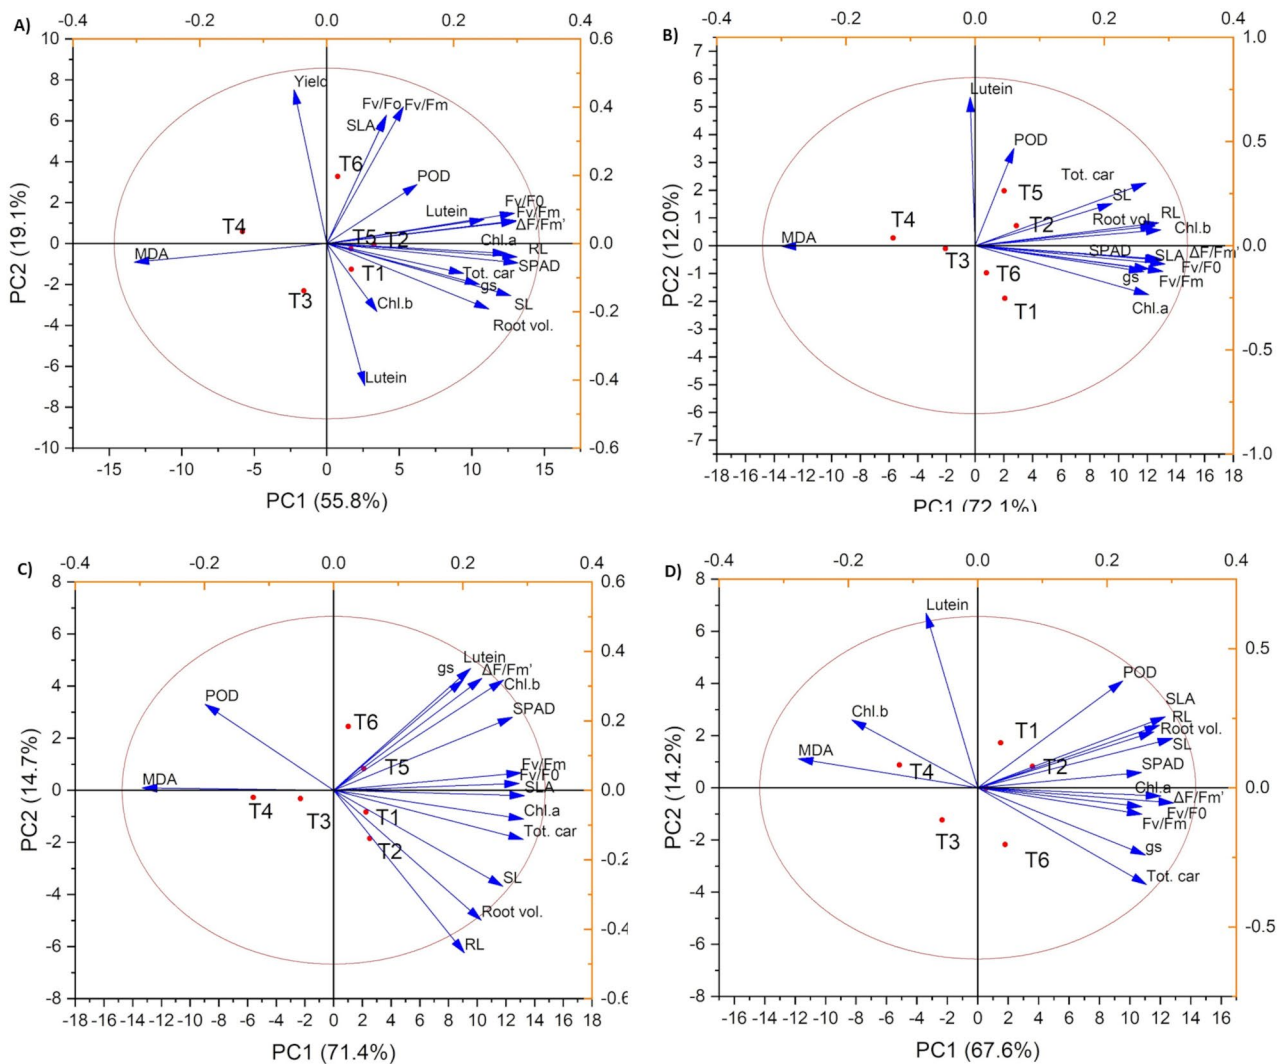 A)
-0.4 -0.2 0.0 0.2 0.4
10 0.6
8
Yield
Fv/Fo Fv/Fm
SLA
6
0.4
4
T6
POD
0.2
2
Lutein
Fv/F0
Fv/Fm
ΔF/Fm'
T4
T5 T2
Chl.a
RL
0 0.0
MDA
SPAD
T1
Tot. car
gs
-2
T3
Chl.b
SL
-0.2
Root vol.
-4
-6
Lutein
-0.4
-8
-10 -0.6
-15 -10 -5 0 5 10 15
PC1 (55.8%)
PC2 (19.1%)
B)
-0.4 -0.2 0.0 0.2 0.4
7 1.0
6
Lutein
5
4
POD
0.5
3
Tot. car
2
T5
SL
RL
T4
T2
Root vol.
Chl.b
1
MDA
0 0.0
T3
SPAD
SLA ΔF/Fm'
T6
gs
Fv/F0
-1
Fv/Fm
T1
Chl.a
-2
-3
-0.5
-4
-5
-6
-7
-1.0
-18 -16 -14 -12 -10 -8 -6 -4 -2 0 2 4 6 8 10 12 14 16 18
PC1 (72.1%)
PC2 (12.0%)
C)
-0.4 -0.2 0.0 0.2 0.4
8 0.6
6
Lutein
gs
ΔF/Fm'
0.4
Chl.b
4
POD
SPAD
T6
0.2
2
T5
Fv/Fm
Fv/F0
MDA
SLA
0 0.0
T4 T3
T1
Chl.a
Tot. car
-2
T2
-0.2
SL
-4
Root vol.
-0.4
RL
-6
-8
-18 -16 -14 -12 -10 -8 -6 -4 -2 0 2 4 6 8 10 12 14 16 18
PC1 (71.4%)
PC2 (14.7%)
D)
-0.4 -0.2 0.0 0.2 0.4
8
Lutein
6
0.5
4
POD
Chl.b
SLA
RL
T1
Root vol.
2
SL
MDA
T4
T2
SPAD
0 0.0
Chl.a
ΔF/Fm'
Fv/F0
T3
Fv/Fm
-2
T6
gs
Tot. car
-4
-0.5
-6
-8
-16 -14 -12 -10 -8 -6 -4 -2 0 2 4 6 8 10 12 14 16
PC1 (67.6%)
PC2 (14.2%)